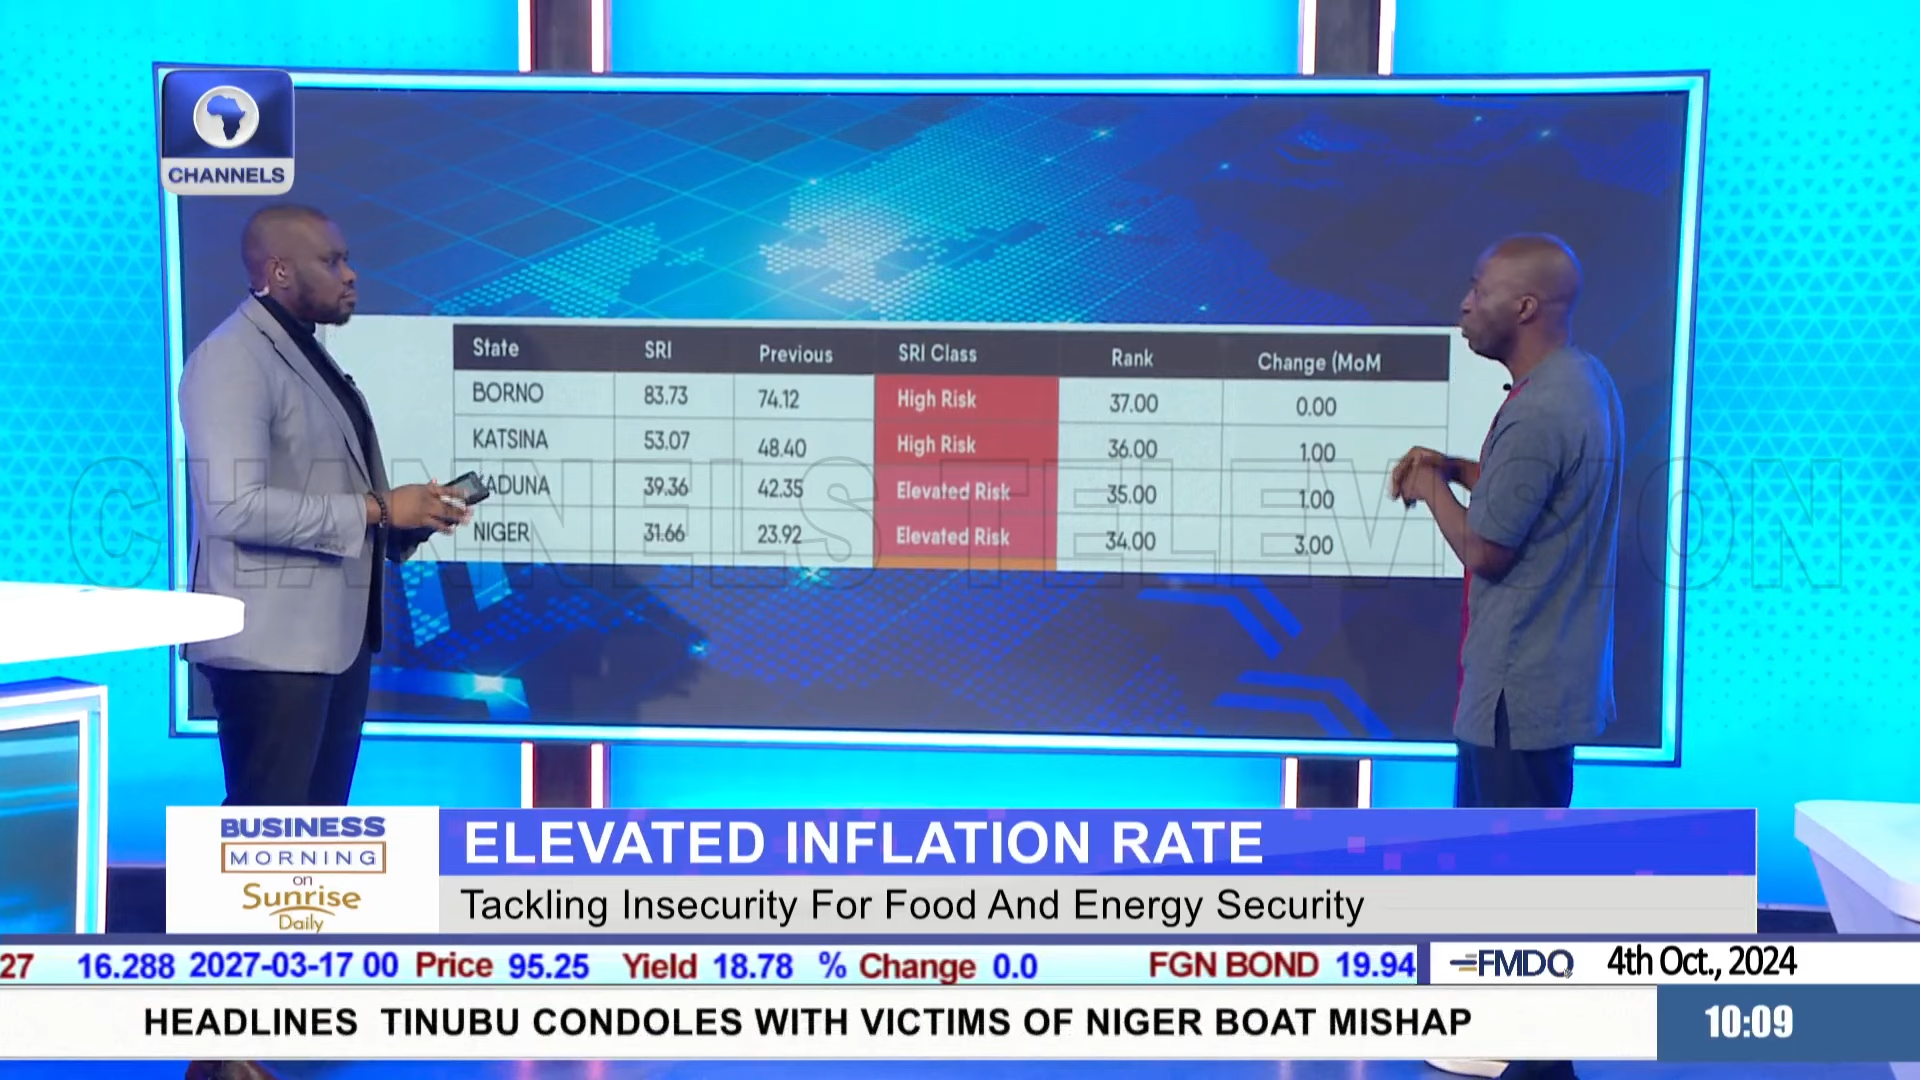 CHANNELS
State SRI Previous SRI Class Rank Change (MoM
BORNO 83.73 74.12 High Risk 37.00 0.00
KATSINA 53.07 48.40 High Risk 36.00 1.00
KADUNA 39.36 42.35 Elevated Risk 35.00 1.00
NIGER 31.66 23.92 Elevated Risk 34.00 3.00
CHANNELS TELEVISION
BUSINESS
MORNING
on
Sunrise
Daily
ELEVATED INFLATION RATE
Tackling Insecurity For Food And Energy Security
27 16.288 2027-03-17 00 Price 95.25 Yield 18.78 % Change 0.0 FGN BOND 19.94
FMDQ 4th Oct., 2024
HEADLINES TINUBU CONDOLES WITH VICTIMS OF NIGER BOAT MISHAP
10:09